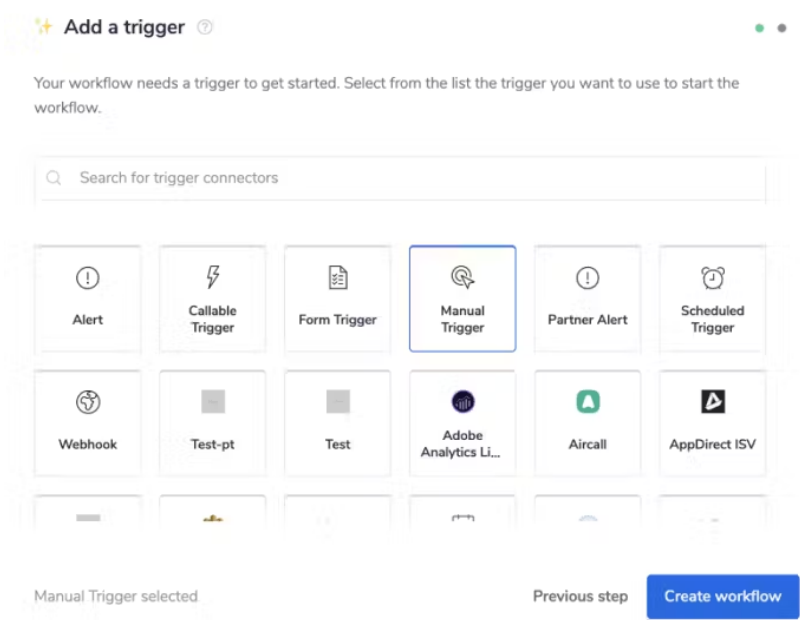 Add a trigger
Your workflow needs a trigger to get started. Select from the list the trigger you want to use to start the
workflow.
Search for trigger connectors
Alert
Callable
Trigger
Form Trigger
Manual
Trigger
Partner Alert
Scheduled
Trigger
Webhook
Test-pt
Test
Adobe
Analytics Li...
Aircall
AppDirect ISV
Manual Trigger selected
Previous step
Create workflow